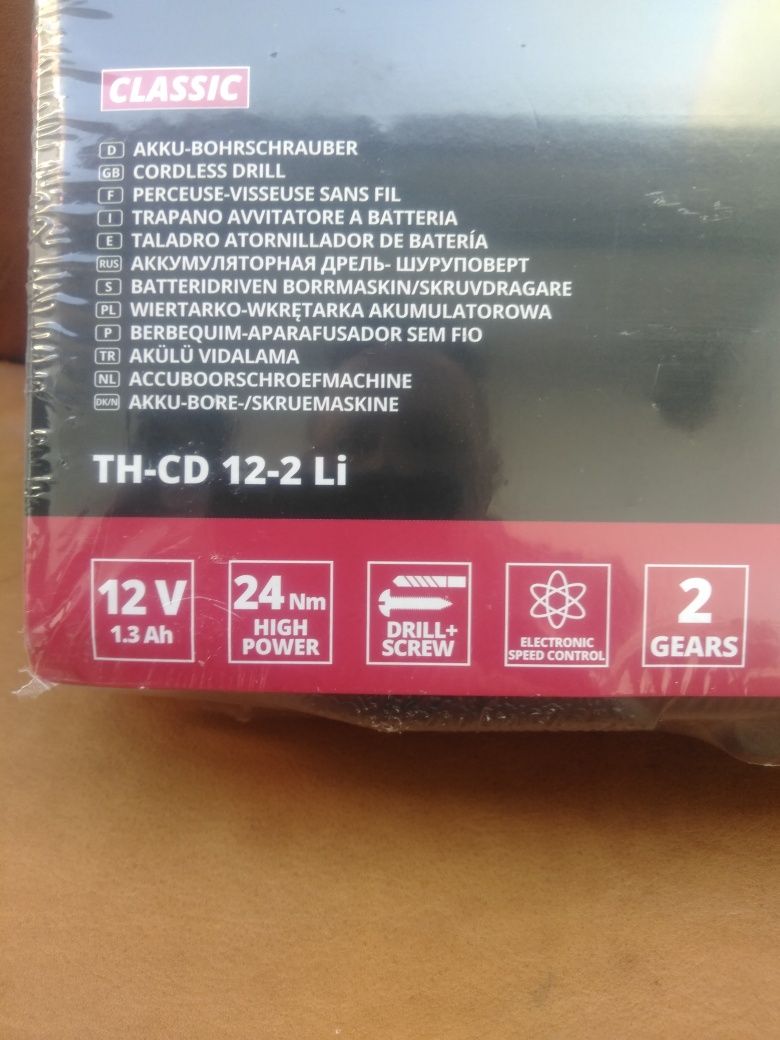 CLASSIC
D AKKU-BOHRSCHRAUBER
GB CORDLESS DRILL
F PERCEUSE-VISSEUSE SANS FIL
I TRAPANO AVVITATORE A BATTERIA
E TALADRO ATORNILLADOR DE BATERÍA
RUS АККУМУЛЯТОРНАЯ ДРЕЛЬ- ШУРУПОВЕРТ
S BATTERIDRIVEN BORRMASKIN/SKRUVDRAGARE
PL WIERTARKO-WKRĘTARKA AKUMULATOROWA
P BERBEQUIM-APARAFUSADOR SEM FIO
TR AKÜLÜ VIDALAMA
NL ACCUBOORSCHROEFMACHINE
DK/N AKKU-BORE-/SKRUEMASKINE
TH-CD 12-2 Li
12 V
1.3 Ah
24 Nm
HIGH
POWER
DRILL+
SCREW
ELECTRONIC
SPEED CONTROL
2
GEARS